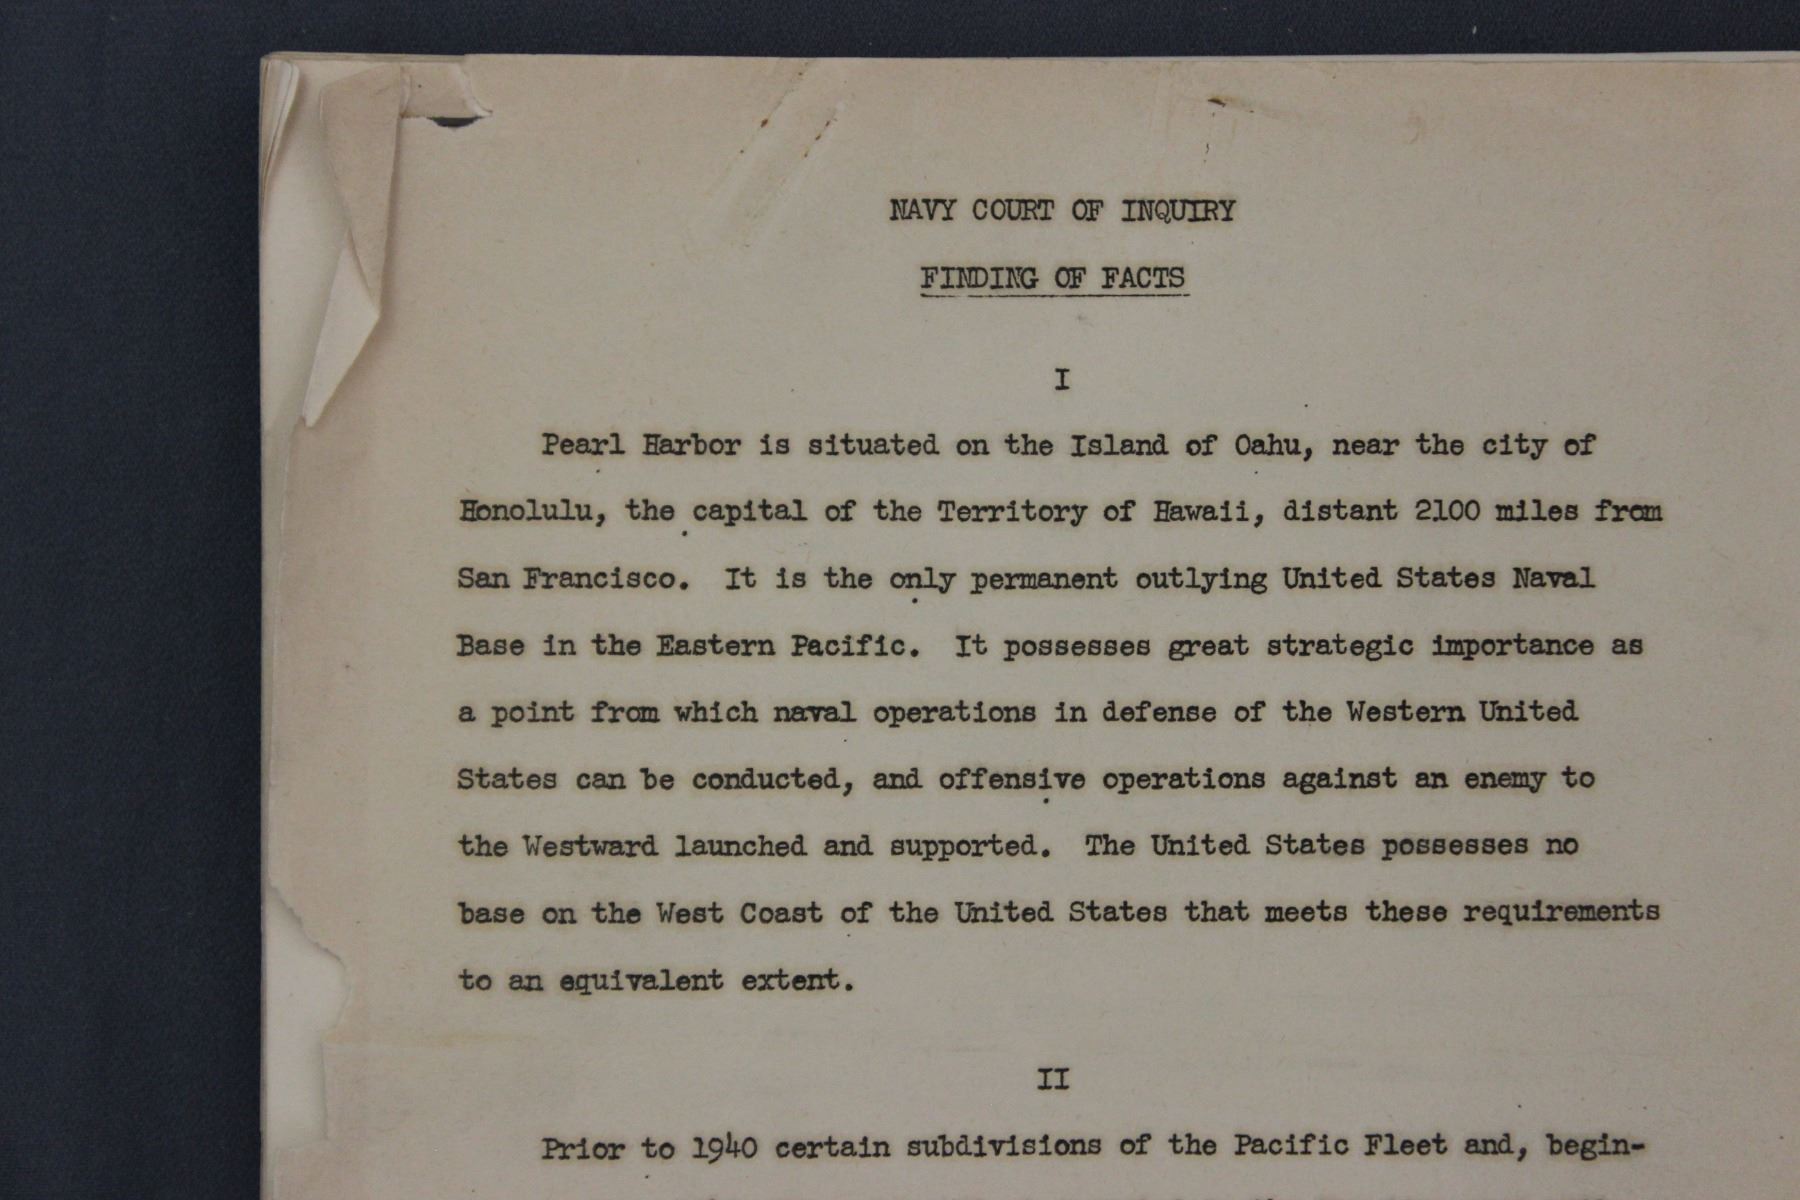 NAVY COURT OF INQUIRY
FINDING OF FACTS
I
Pearl Harbor is situated on the Island of Oahu, near the city of
Honolulu, the capital of the Territory of Hawaii, distant 2100 miles from
San Francisco. It is the only permanent outlying United States Naval
Base in the Eastern Pacific. It possesses great strategic importance as
a point from which naval operations in defense of the Western United
States can be conducted, and offensive operations against an enemy to
the Westward launched and supported. The United States possesses no
base on the West Coast of the United States that meets these requirements
to an equivalent extent.
II
Prior to 1940 certain subdivisions of the Pacific Fleet and, begin-